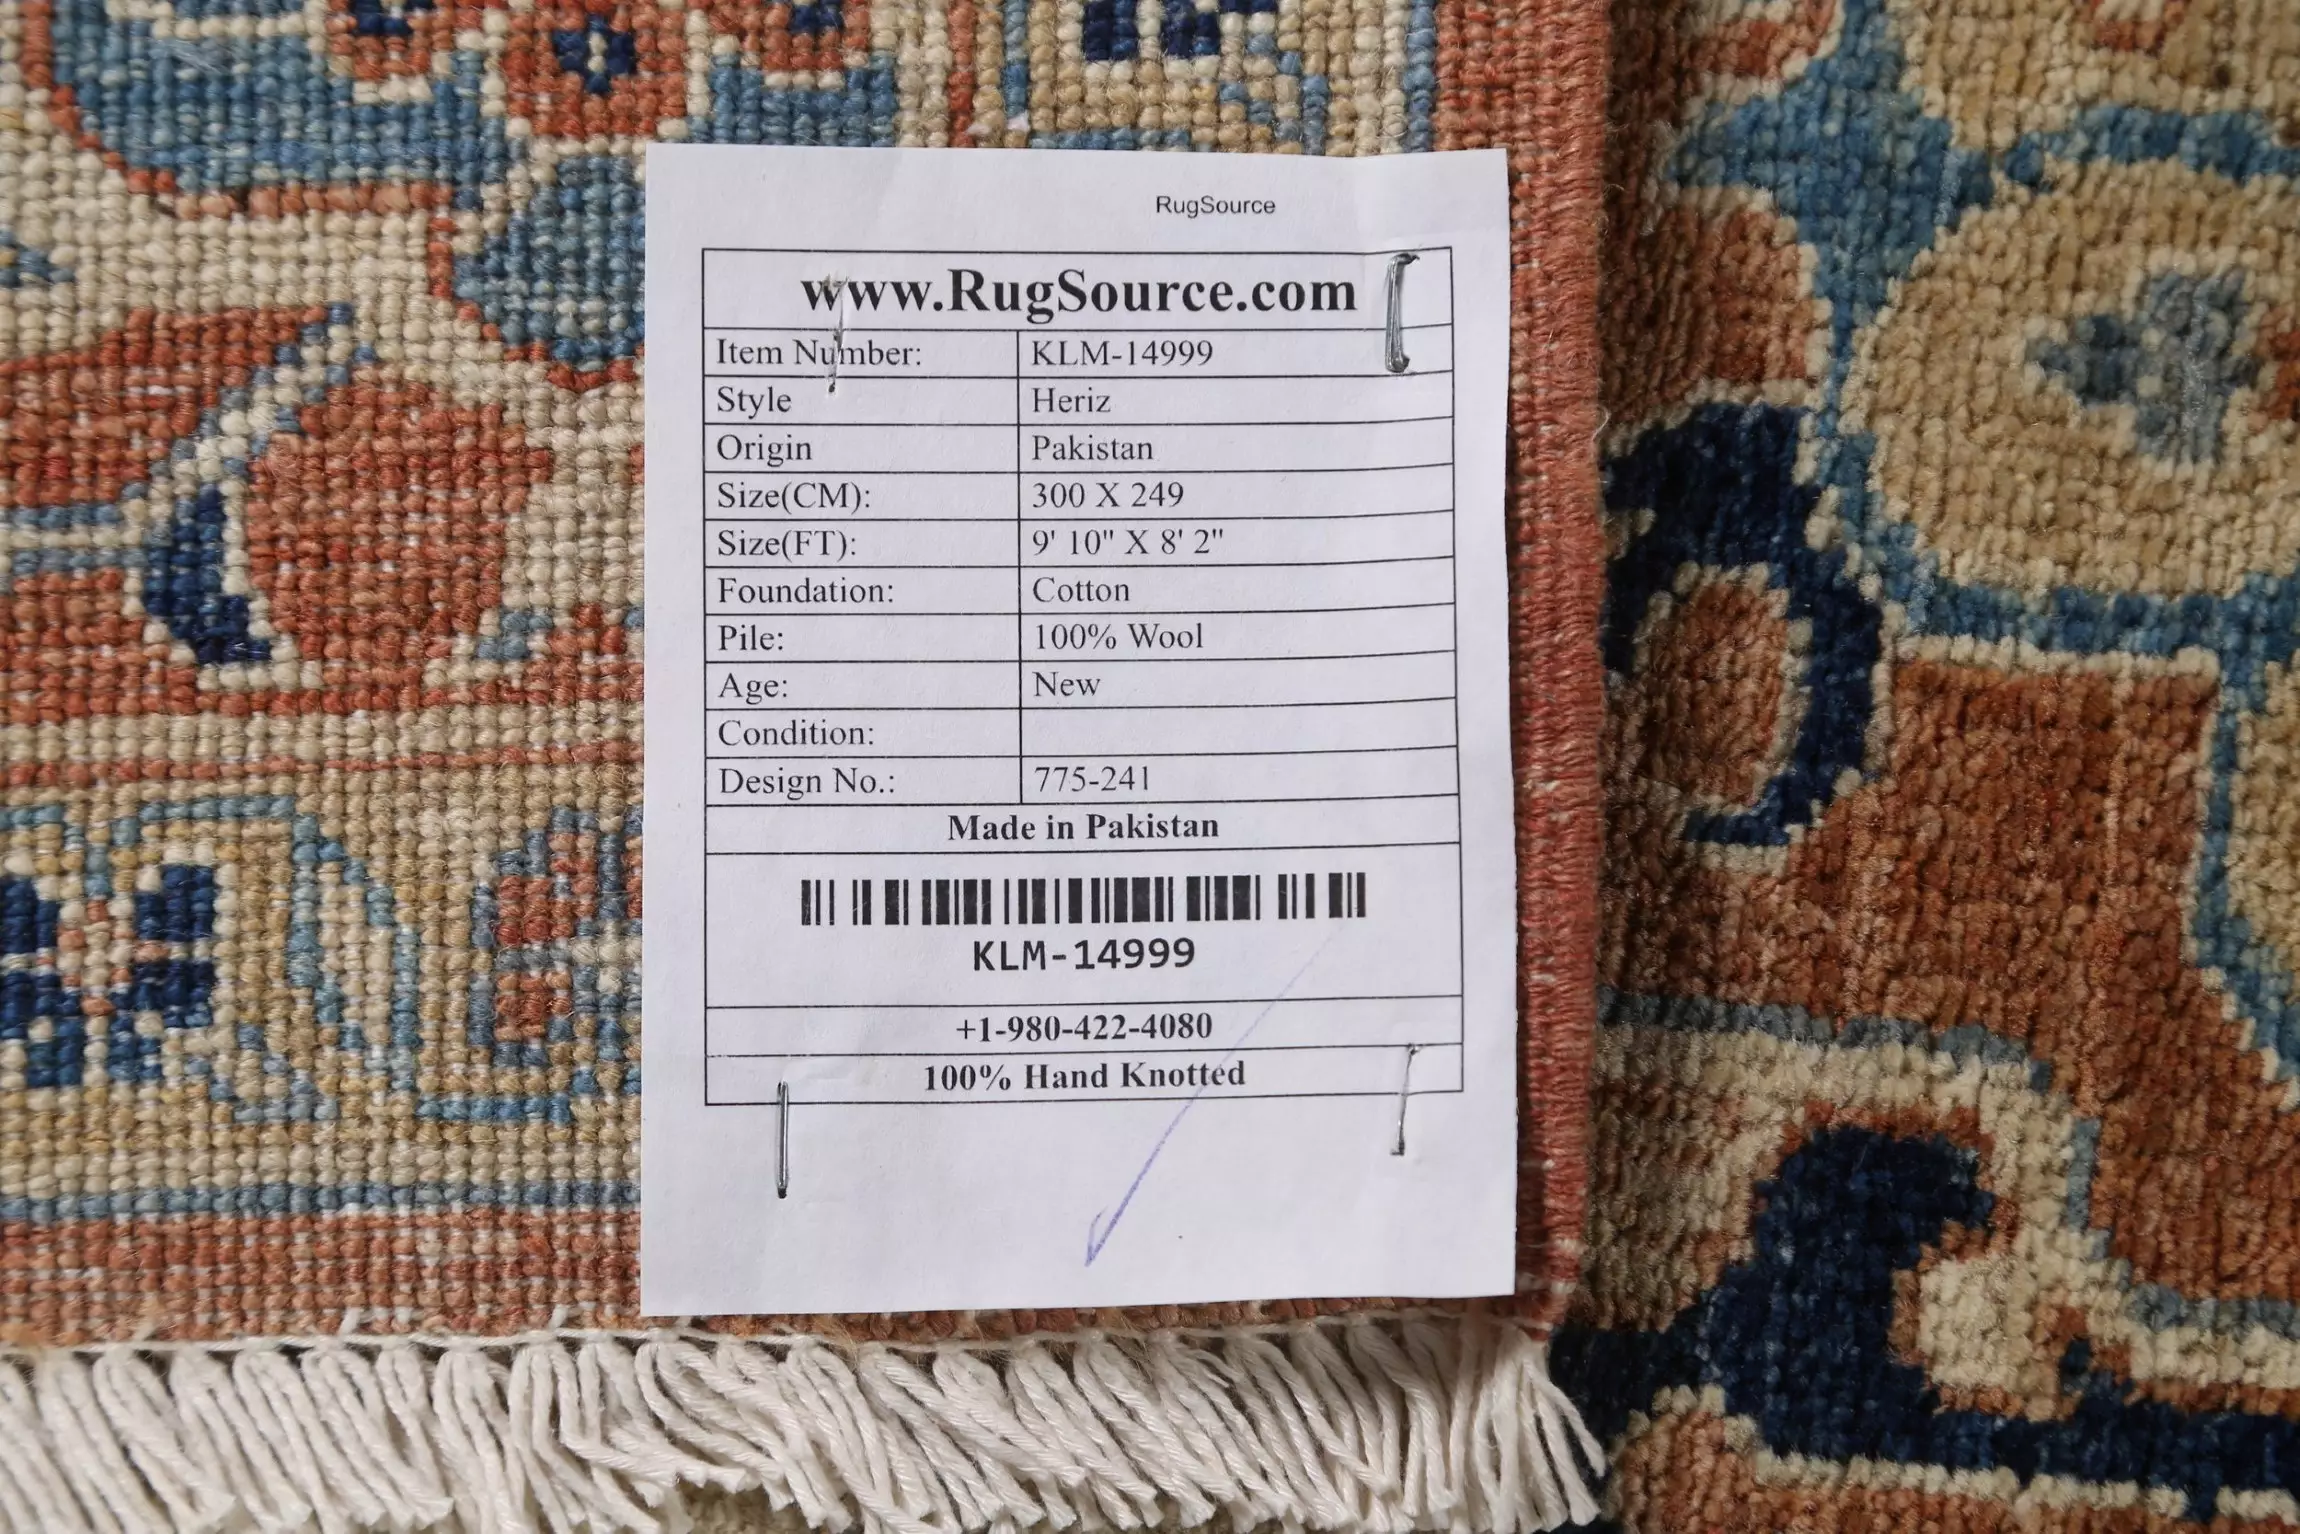 RugSource
www.RugSource.com
Item Number: KLM-14999
Style Heriz
Origin Pakistan
Size(CM): 300 X 249
Size(FT): 9' 10" X 8' 2"
Foundation: Cotton
Pile: 100% Wool
Age: New
Condition:
Design No.: 775-241
Made in Pakistan
KLM-14999
+1-980-422-4080
100% Hand Knotted